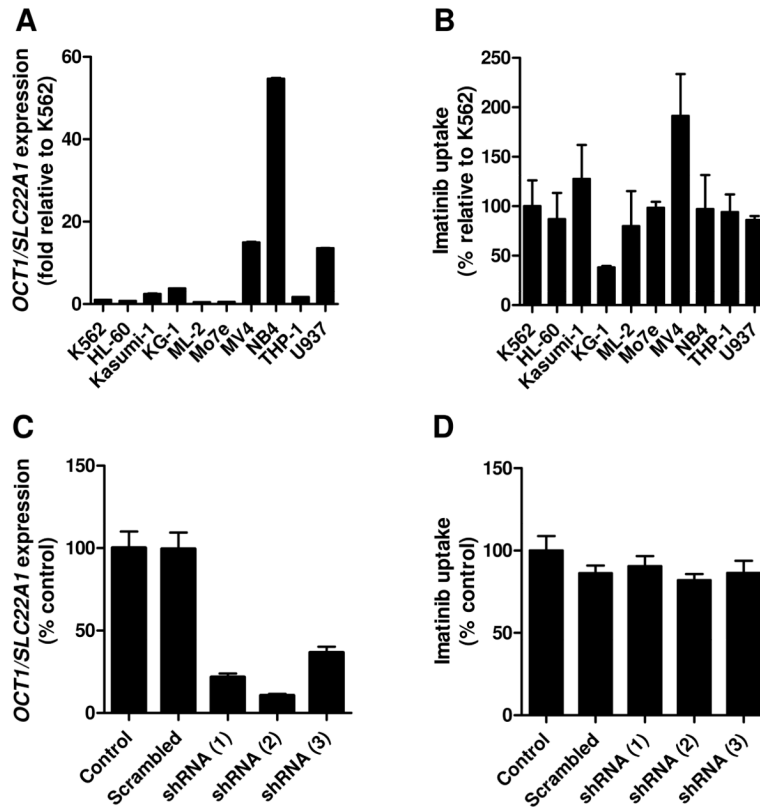 A
OCT1/SLC22A1 expression
(fold relative to K562)
60
40
20
0
K562
HL-60
Kasumi-1
KG-1
ML-2
Mo7e
MV4
NB4
THP-1
U937
B
Imatinib uptake
(% relative to K562)
250
200
150
100
50
0
K562
HL-60
Kasumi-1
KG-1
ML-2
Mo7e
MV4
NB4
THP-1
U937
C
OCT1/SLC22A1 expression
(% control)
150
100
50
0
Control
Scrambled
shRNA (1)
shRNA (2)
shRNA (3)
D
Imatinib uptake
(% control)
150
100
50
0
Control
Scrambled
shRNA (1)
shRNA (2)
shRNA (3)